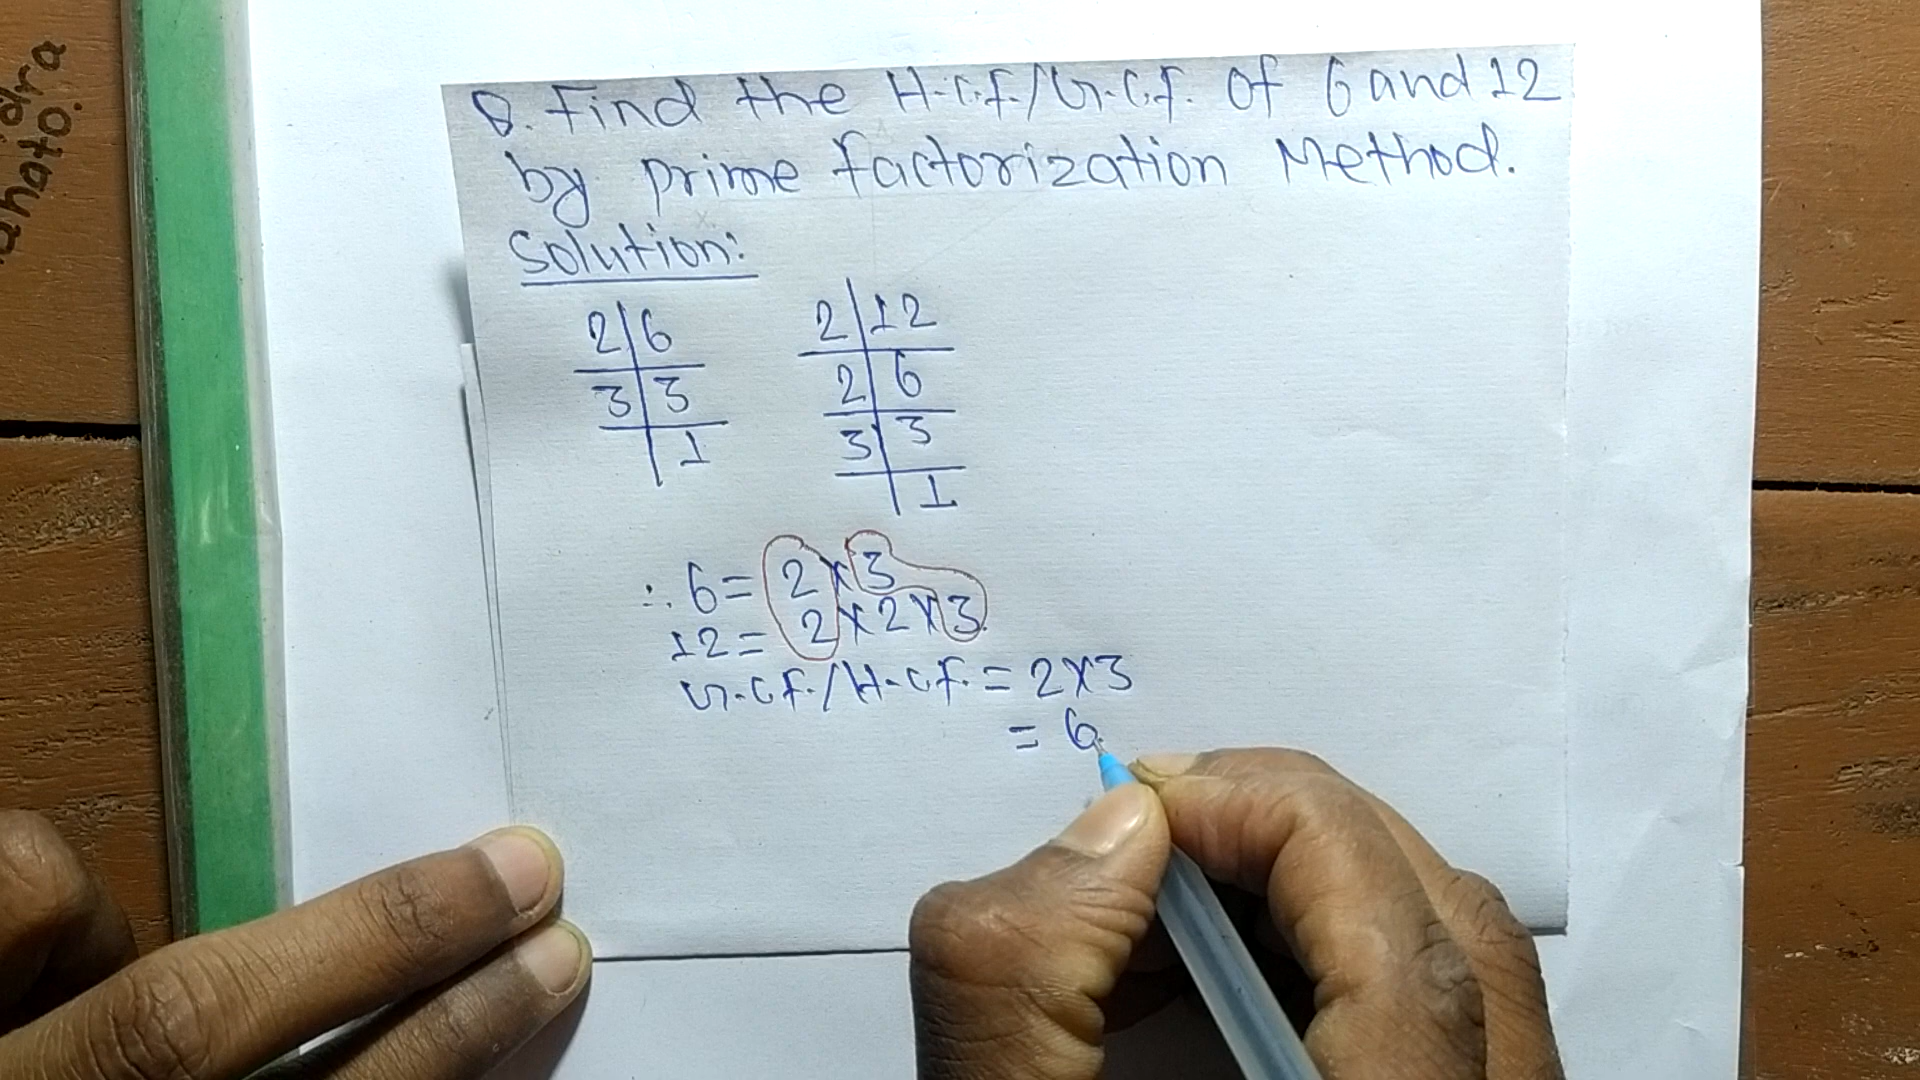 Q. Find the H.C.F./G.C.F. of 6 and 12
by prime factorization Method.
Solution:
2 6
3 3
1
2 12
2 6
3 3
1
∴ 6 = 2 x 3
12 = 2 x 2 x 3
G.C.F./H.C.F. = 2 x 3
= 6.